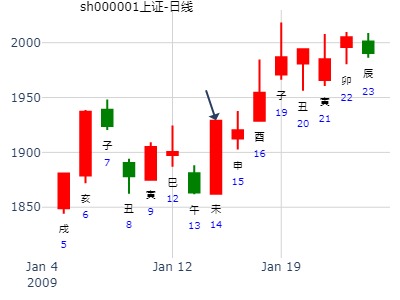 sh000001上证-日线
2000
1950
1900
1850
戌
5
亥
6
子
7
丑
8
寅
9
巳
12
午
13
未
14
申
15
酉
16
子
19
丑
20
寅
21
卯
22
辰
23
Jan 4
2009
Jan 12
Jan 19